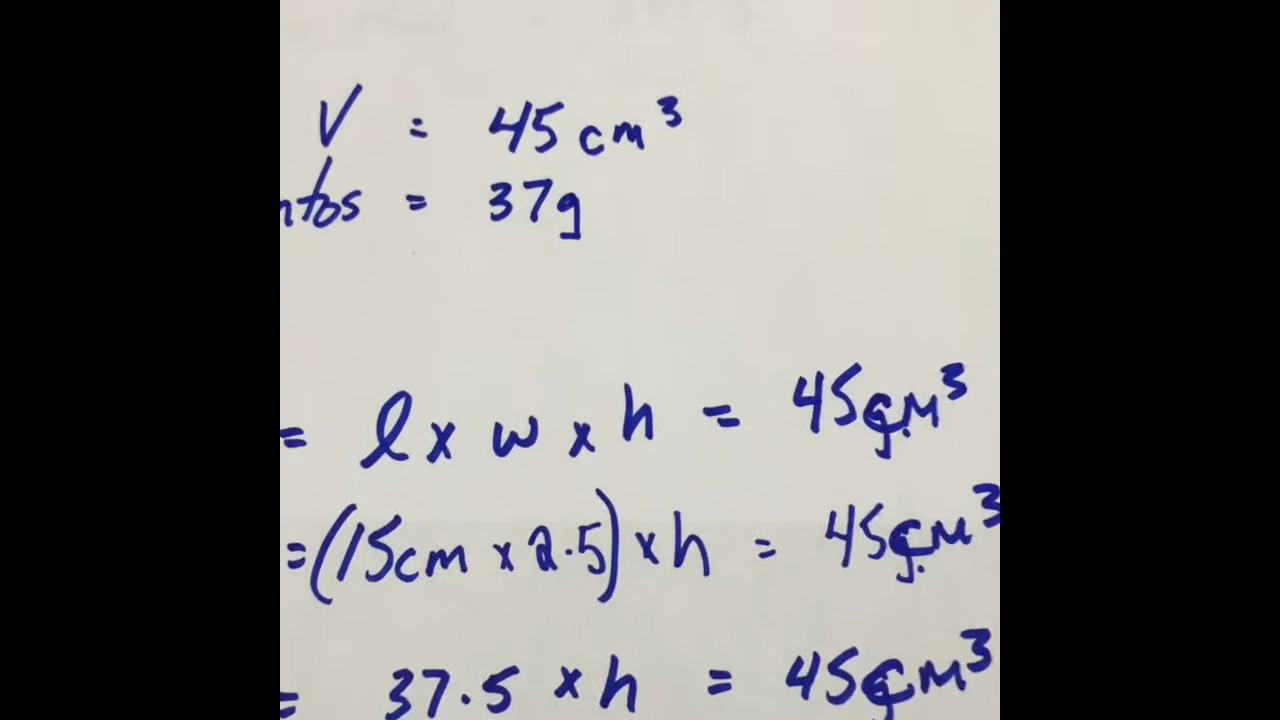 V = 45 cm³
ntos = 37g
= l x w x h = 45cm³
= (15cm x 2.5) x h = 45cm³
= 37.5 x h = 45cm³